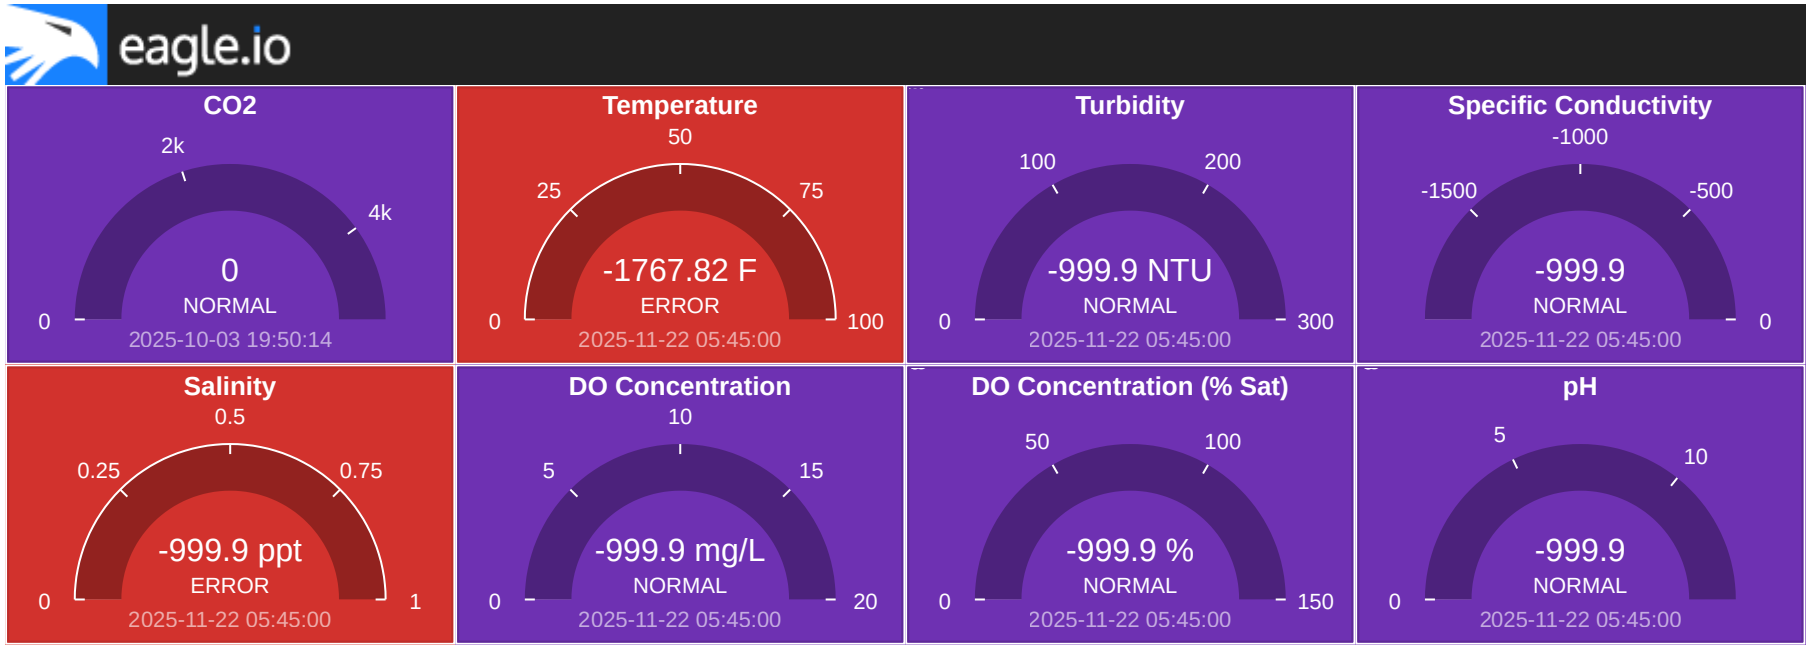 eagle.io
CO2
2k
4k
0
0
NORMAL
2025-10-03 19:50:14
Temperature
50
25
75
-1767.82 F
ERROR
0
100
2025-11-22 05:45:00
Turbidity
100
200
-999.9 NTU
NORMAL
0
300
2025-11-22 05:45:00
Specific Conductivity
-1000
-1500
-500
-999.9
NORMAL
0
2025-11-22 05:45:00
Salinity
0.5
0.25
0.75
-999.9 ppt
ERROR
0
1
2025-11-22 05:45:00
DO Concentration
10
5
15
-999.9 mg/L
NORMAL
0
20
2025-11-22 05:45:00
DO Concentration (% Sat)
50
100
-999.9 %
NORMAL
0
150
2025-11-22 05:45:00
pH
5
10
-999.9
NORMAL
0
2025-11-22 05:45:00